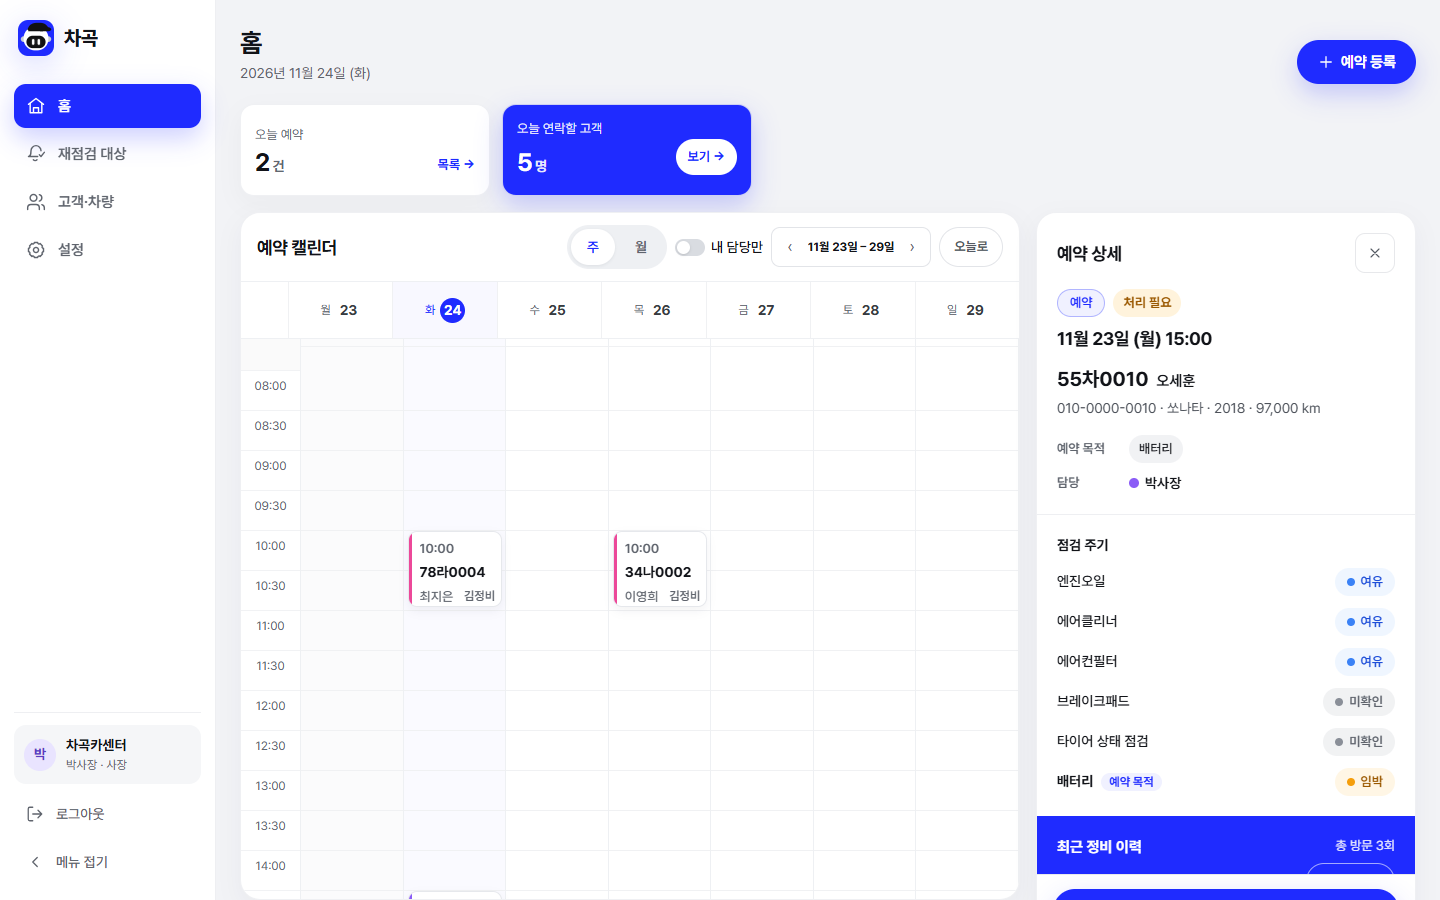 차곡
홈
재점검 대상
고객·차량
설정
박
차곡카센터
박사장 · 사장
로그아웃
메뉴 접기
홈
2026년 11월 24일 (화)
예약 등록
오늘 예약
2건
목록 →
오늘 연락할 고객
5명
보기 →
예약 캘린더
주
월
내 담당만
‹ 11월 23일 – 29일 ›
오늘로
월 23
화 24
수 25
목 26
금 27
토 28
일 29
08:00
08:30
09:00
09:30
10:00
10:30
11:00
11:30
12:00
12:30
13:00
13:30
14:00
10:00
78라0004
최지은 김정비
10:00
34나0002
이영희 김정비
예약 상세
예약
처리 필요
11월 23일 (월) 15:00
55차0010 오세훈
010-0000-0010 · 쏘나타 · 2018 · 97,000 km
예약 목적 배터리
담당 박사장
점검 주기
엔진오일 여유
에어클리너 여유
에어컨필터 여유
브레이크패드 미확인
타이어 상태 점검 미확인
배터리 예약 목적 임박
최근 정비 이력 총 방문 3회